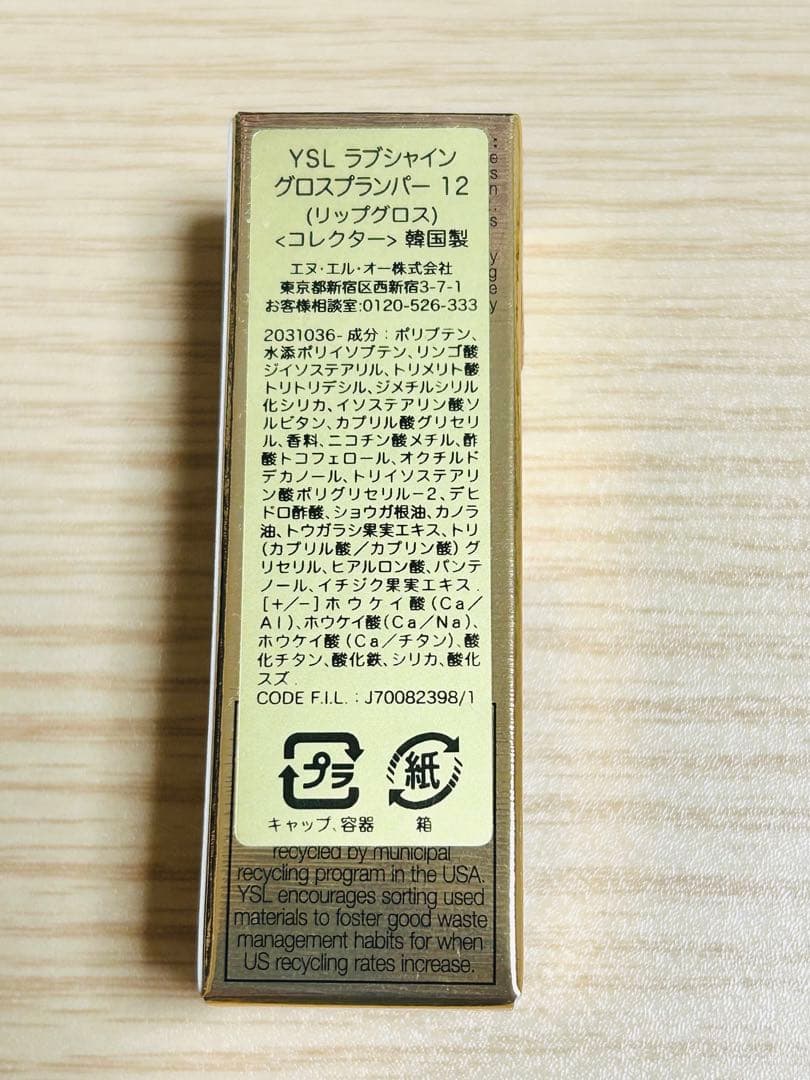 YSL ラブシャイン
グロスプランパー 12
(リップグロス)
<コレクター> 韓国製
エヌ・エル・オー株式会社
東京都新宿区西新宿3-7-1
お客様相談室:0120-526-333
2031036- 成分：ポリブテン、
水添ポリイソブテン、リンゴ酸
ジイソステアリル、トリメリト酸
トリトリデシル、ジメチルシリル
化シリカ、イソステアリン酸ソ
ルビタン、カプリル酸グリセリ
ル、香料、ニコチン酸メチル、酢
酸トコフェロール、オクチルド
デカノール、トリイソステアリ
ン酸ポリグリセリル－2、デヒ
ドロ酢酸、ショウガ根油、カノラ
油、トウガラシ果実エキス、トリ
(カプリル酸／カプリン酸)グ
リセリル、ヒアルロン酸、パンテ
ノール、イチジク果実エキス.
[+/－]ホウケイ酸(Ca／
Al)、ホウケイ酸(Ca／Na)、
ホウケイ酸(Ca／チタン)、酸
化チタン、酸化鉄、シリカ、酸化
スズ.
CODE F.I.L. : J70082398/1
プラ
紙
キャップ、容器
箱
recycled by municipal
recycling program in the USA.
YSL encourages sorting used
materials to foster good waste
management habits for when
US recycling rates increase.